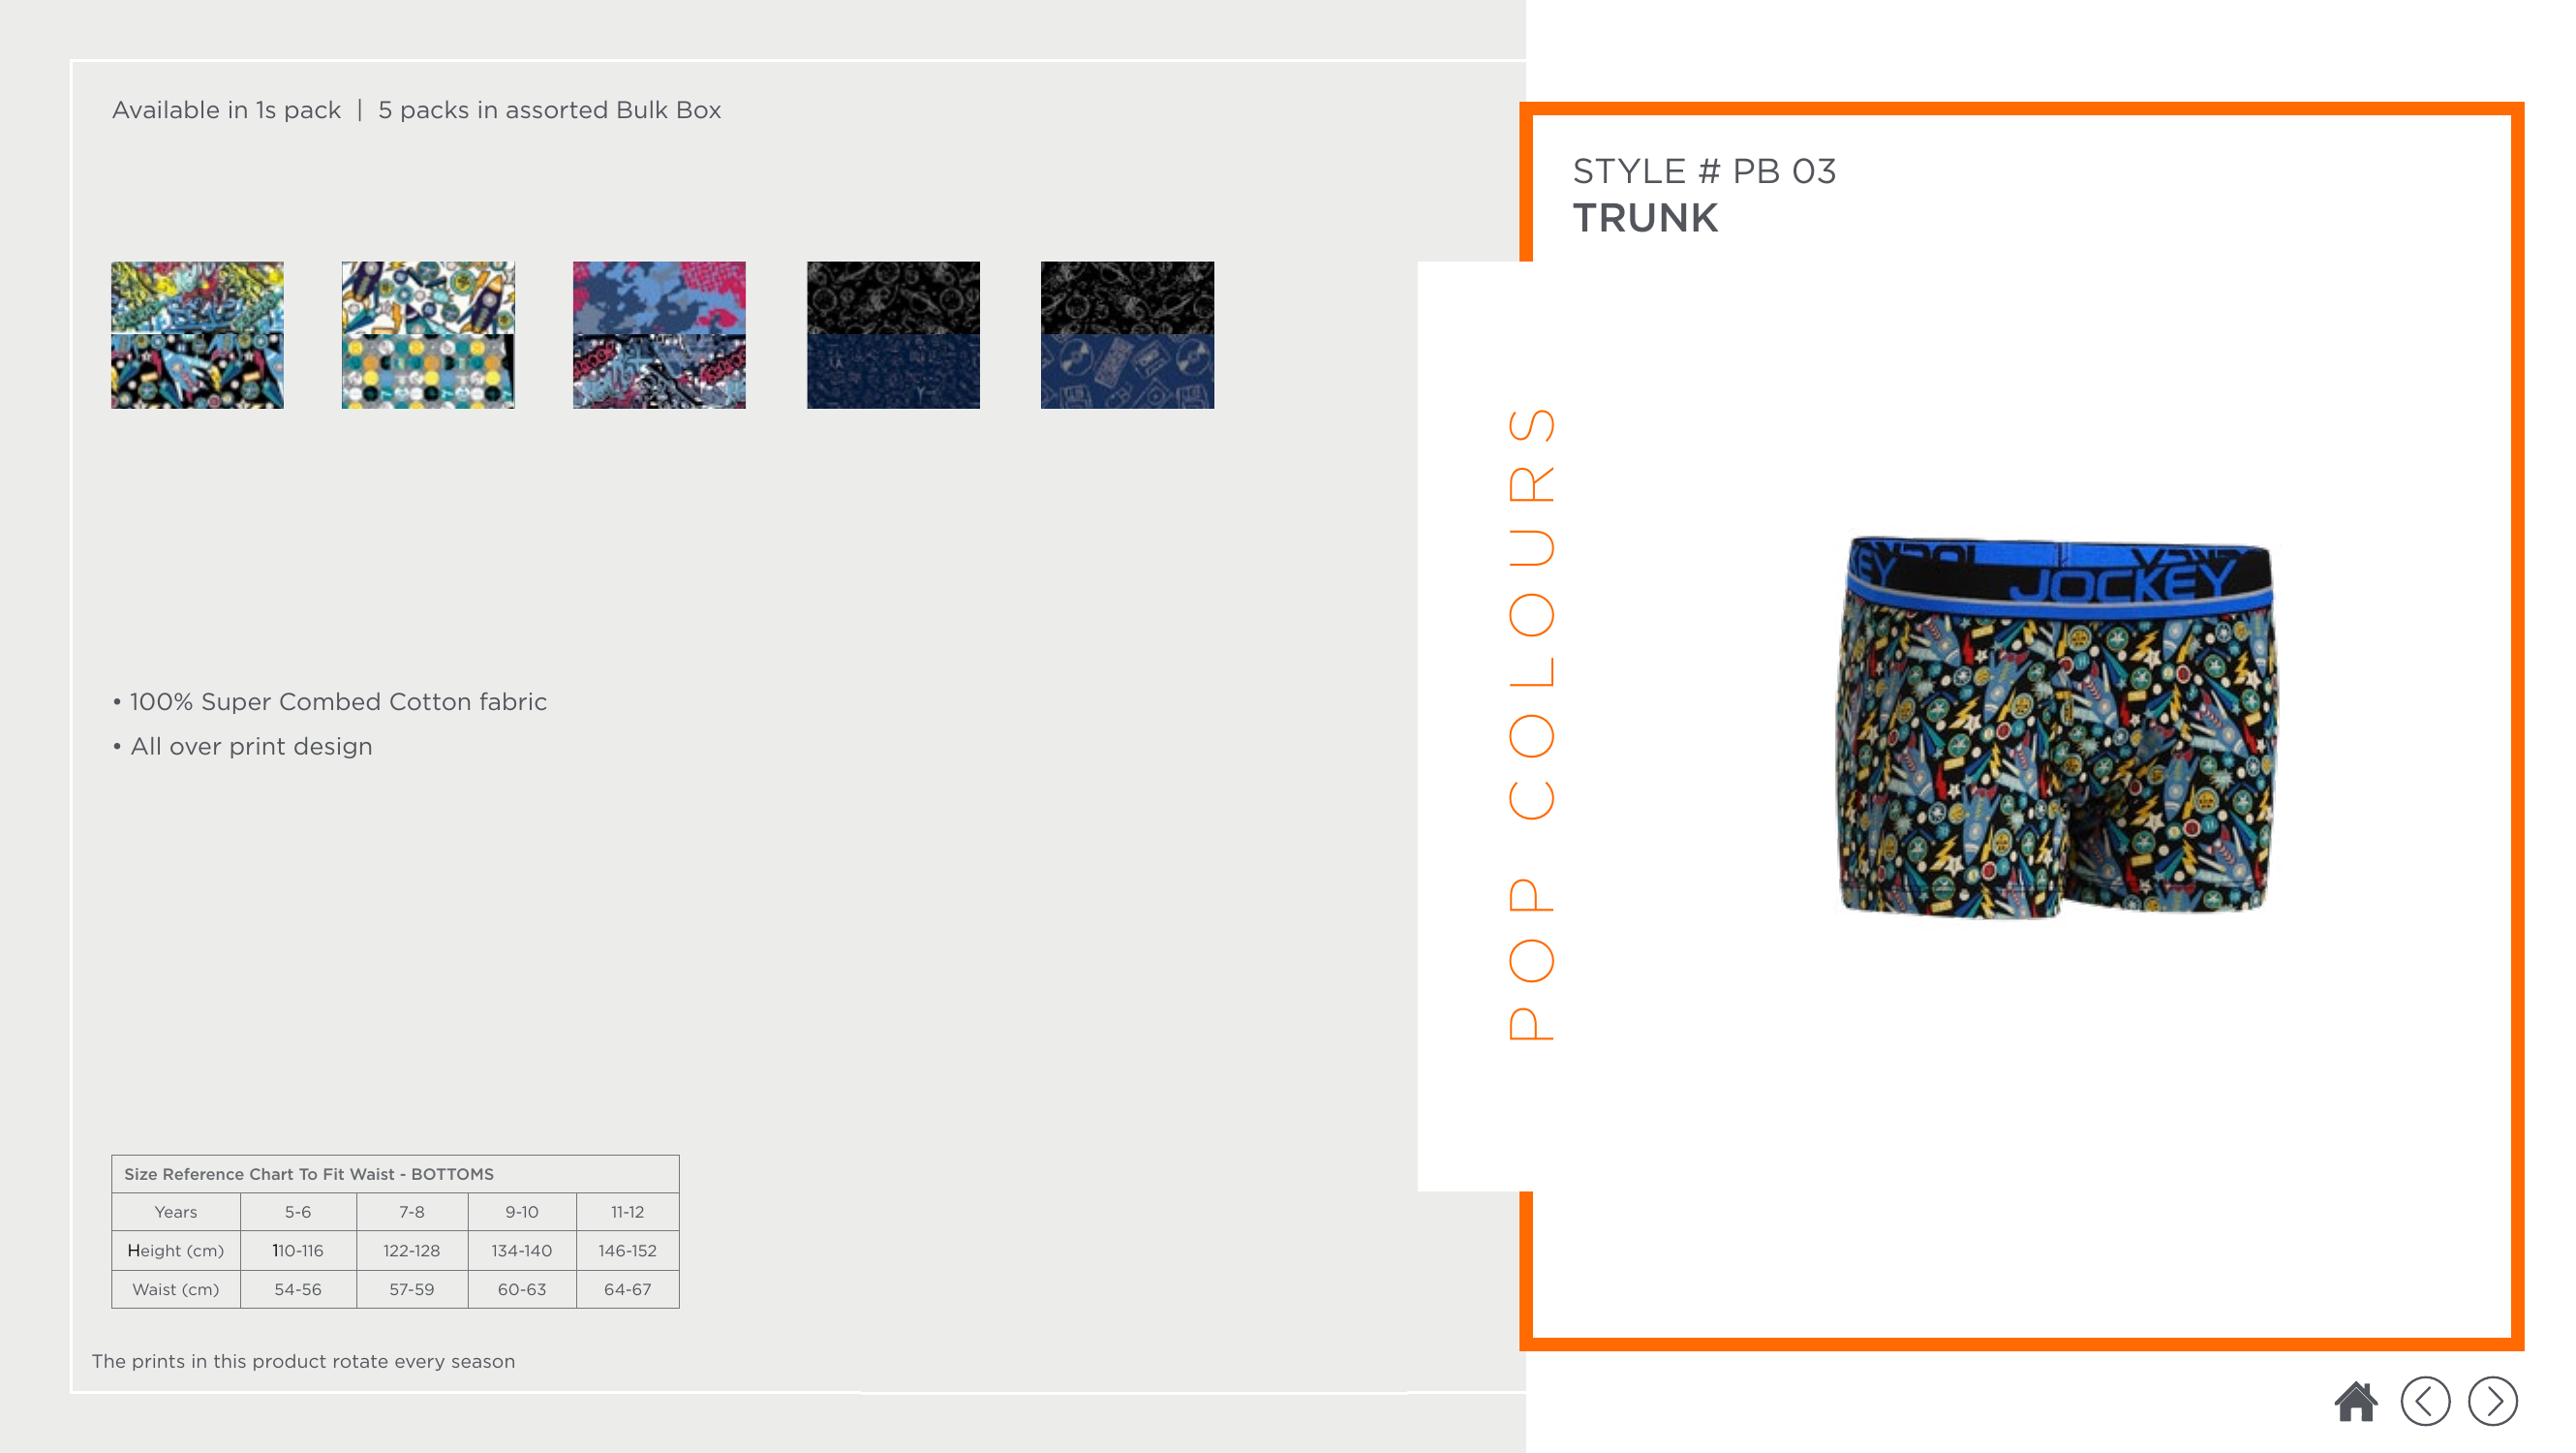 Available in 1s pack | 5 packs in assorted Bulk Box
• 100% Super Combed Cotton fabric
• All over print design
Size Reference Chart To Fit Waist - BOTTOMS
Years 5-6 7-8 9-10 11-12
Height (cm) 110-116 122-128 134-140 146-152
Waist (cm) 54-56 57-59 60-63 64-67
The prints in this product rotate every season
STYLE # PB 03
TRUNK
POP COLOURS
JOCKEY